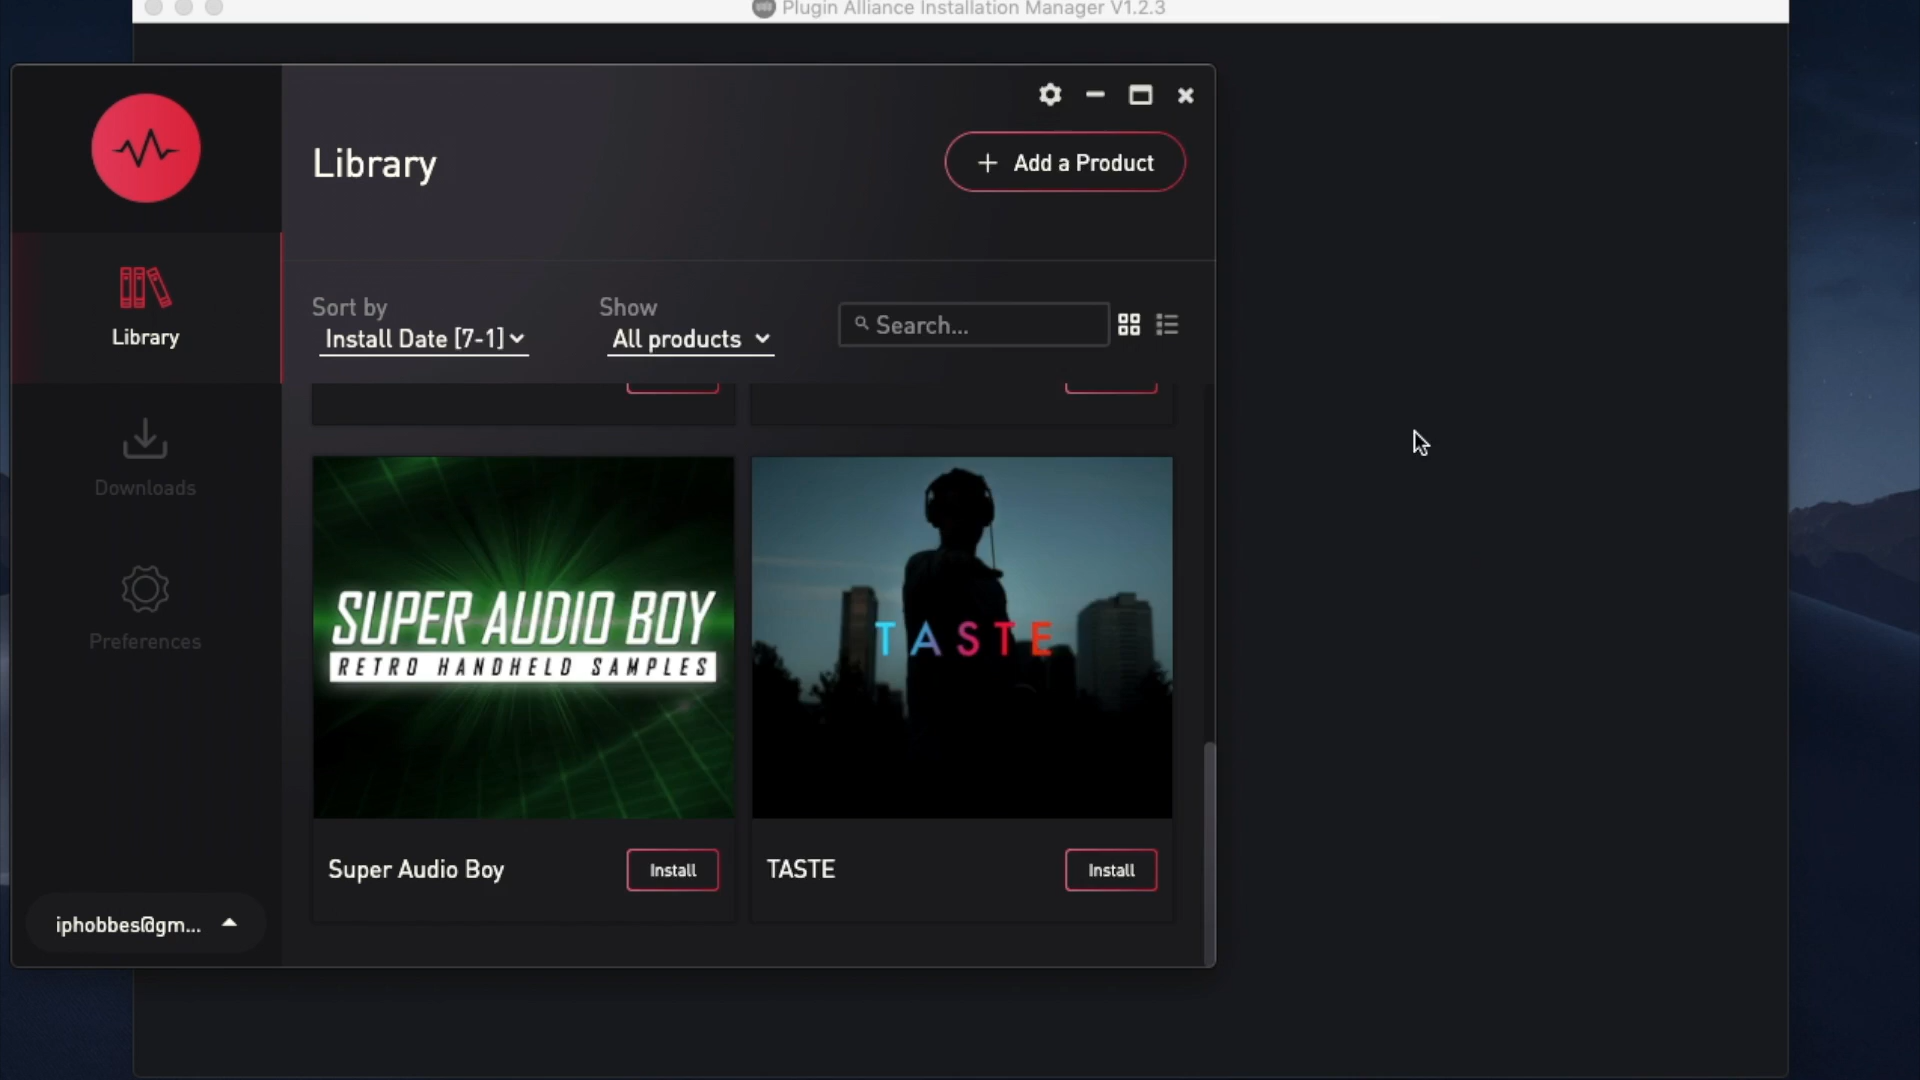 Plugin Alliance Installation Manager V1.2.3
Library
+ Add a Product
Sort by
Install Date [7-1]
Show
All products
Search...
Library
Downloads
Preferences
SUPER AUDIO BOY
RETRO HANDHELD SAMPLES
TASTE
Super Audio Boy
Install
TASTE
Install
iphobbes@gm...